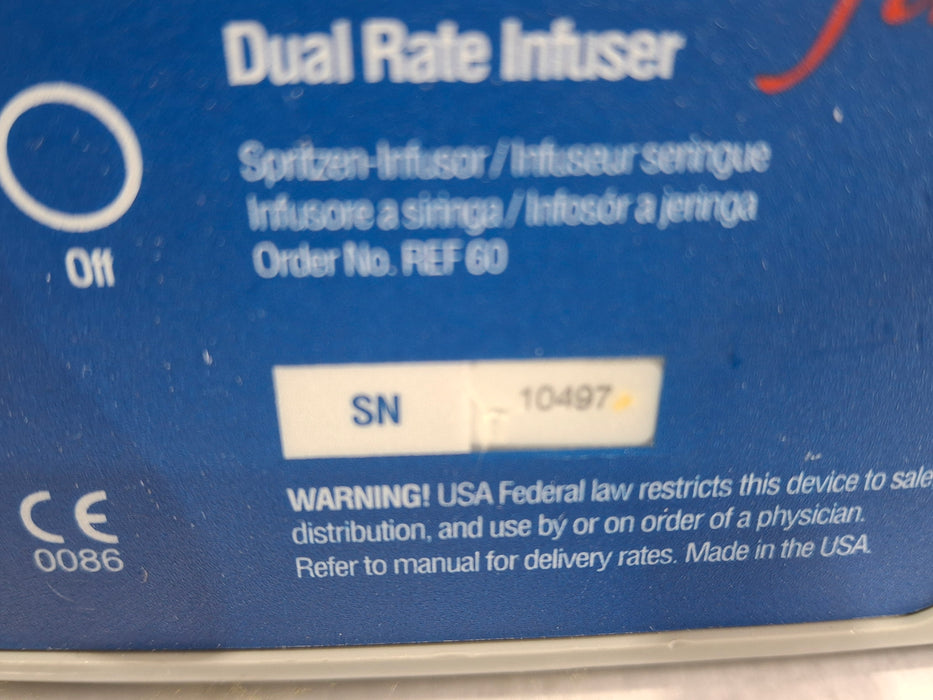 Dual Rate Infuser
Spritzen-Infusor / Infuseur seringue
Infusore a siringa / Infosór a jeringa
Order No. REF 60
Off
SN 10497
WARNING! USA Federal law restricts this device to sale
distribution, and use by or on order of a physician.
Refer to manual for delivery rates. Made in the USA.
CE
0086